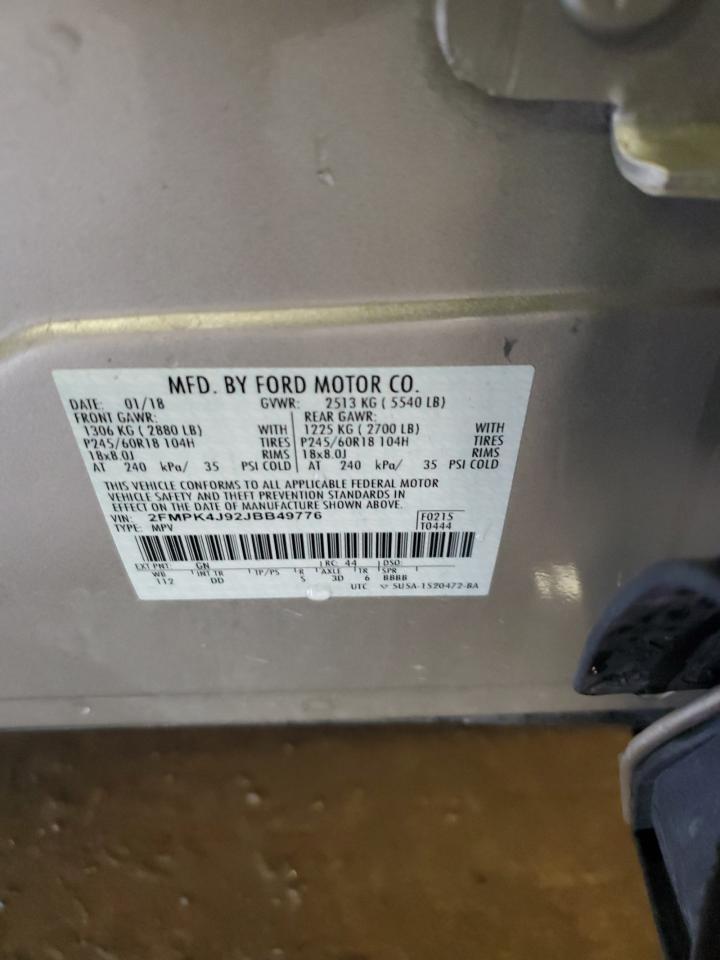 MFD. BY FORD MOTOR CO.
DATE: 01/18 GVWR: 2513 KG ( 5540 LB)
FRONT GAWR: REAR GAWR:
1306 KG ( 2880 LB) WITH 1225 KG ( 2700 LB) WITH
P245/60R18 104H TIRES P245/60R18 104H TIRES
18x8.0J RIMS 18x8.0J RIMS
AT 240 kPa/ 35 PSI COLD AT 240 kPa/ 35 PSI COLD
THIS VEHICLE CONFORMS TO ALL APPLICABLE FEDERAL MOTOR
VEHICLE SAFETY AND THEFT PREVENTION STANDARDS IN
EFFECT ON THE DATE OF MANUFACTURE SHOWN ABOVE.
VIN: 2FMPK4J92JBB49776 F0215
TYPE: MPV T0444
EXT PNT: GN RC: 44 DSO:
WB INT TR TP/PS R AXLE TR SPR
112 DD S 3D 6 BBBB
UTC 5U5A-1520472-BA